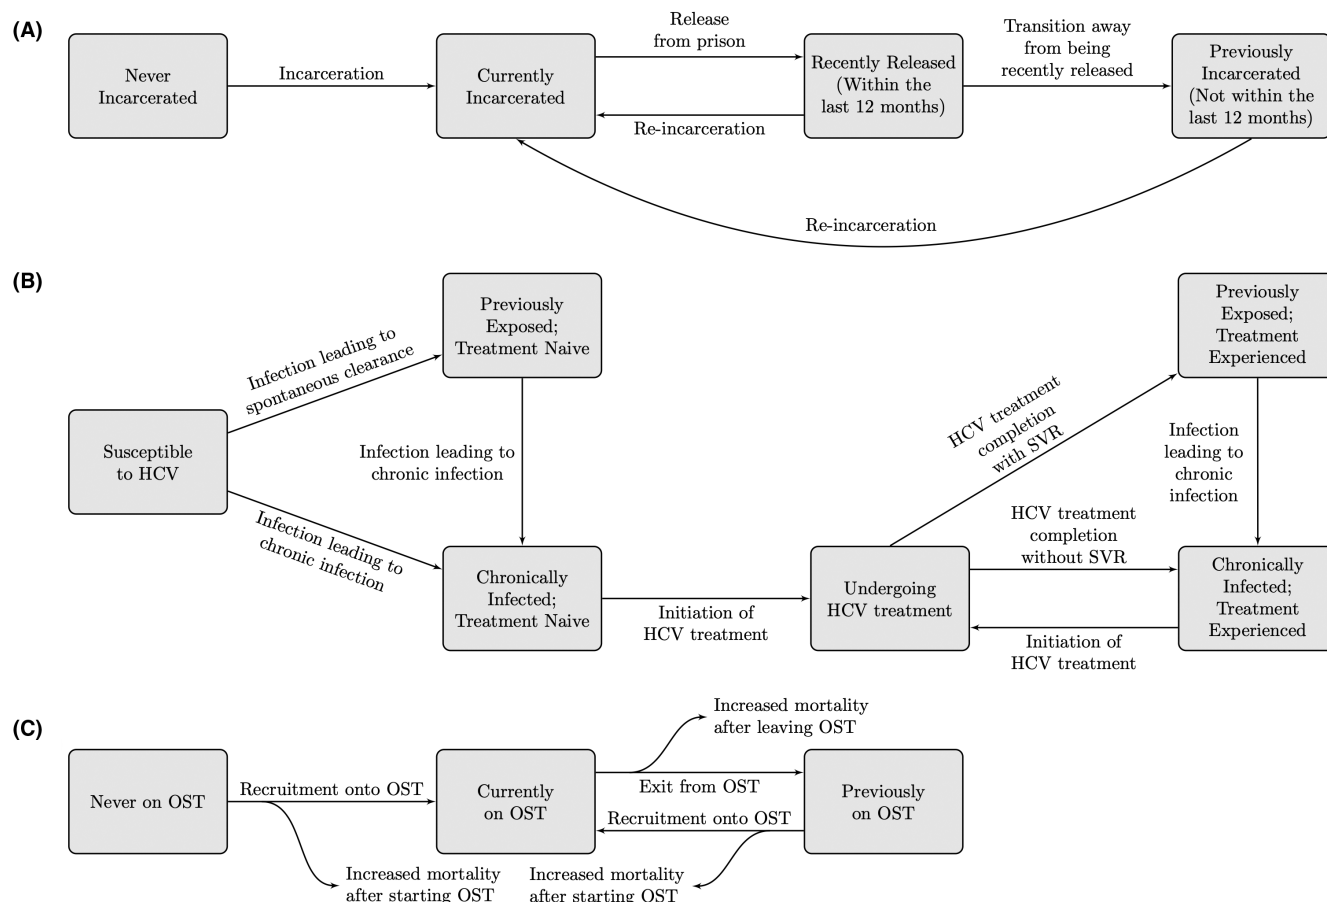 (A)
Never
Incarcerated
Incarceration
Currently
Incarcerated
Release
from prison
Re-incarceration
Recently Released
(Within the
last 12 months)
Transition away
from being
recently released
Previously
Incarcerated
(Not within the
last 12 months)
Re-incarceration
(B)
Susceptible
to HCV
Infection leading to
spontaneous clearance
Infection leading to
chronic infection
Previously
Exposed;
Treatment Naive
Infection leading to
chronic infection
Chronically
Infected;
Treatment Naive
Initiation of
HCV treatment
Undergoing
HCV treatment
HCV treatment
completion
with SVR
HCV treatment
completion
without SVR
Initiation of
HCV treatment
Previously
Exposed;
Treatment
Experienced
Infection
leading to
chronic
infection
Chronically
Infected;
Treatment
Experienced
(C)
Never on OST
Recruitment onto OST
Increased mortality
after starting OST
Currently
on OST
Increased mortality
after leaving OST
Exit from OST
Recruitment onto OST
Increased mortality
after starting OST
Previously
on OST